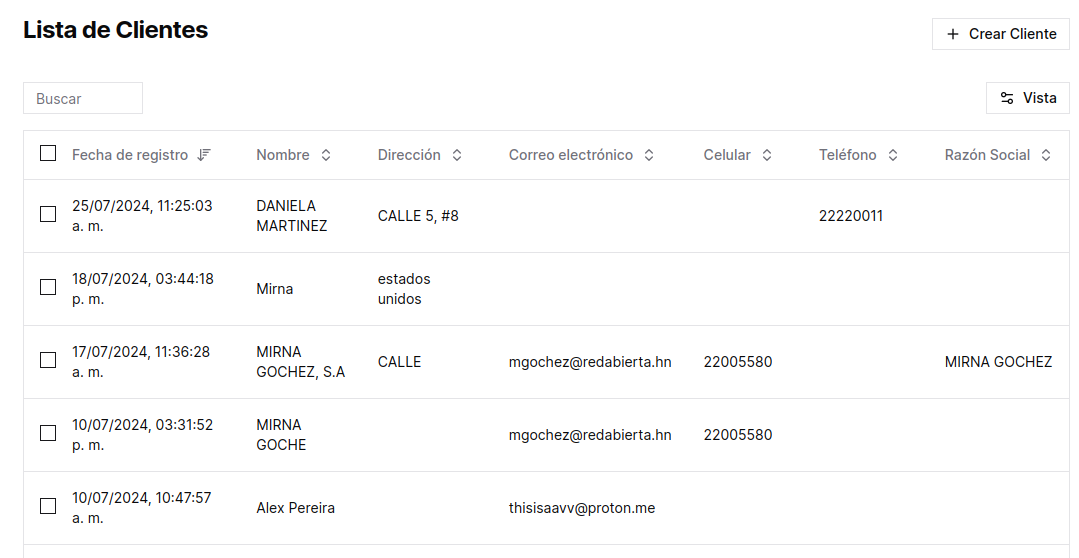 Lista de Clientes
Crear Cliente
Buscar
Vista
Fecha de registro Nombre Dirección Correo electrónico Celular Teléfono Razón Social
25/07/2024, 11:25:03 a. m. DANIELA MARTINEZ CALLE 5, #8 22220011
18/07/2024, 03:44:18 p. m. Mirna estados unidos
17/07/2024, 11:36:28 a. m. MIRNA GOCHEZ, S.A CALLE mgochez@redabierta.hn 22005580 MIRNA GOCHEZ
10/07/2024, 03:31:52 p. m. MIRNA GOCHE mgochez@redabierta.hn 22005580
10/07/2024, 10:47:57 a. m. Alex Pereira thisisaavv@proton.me